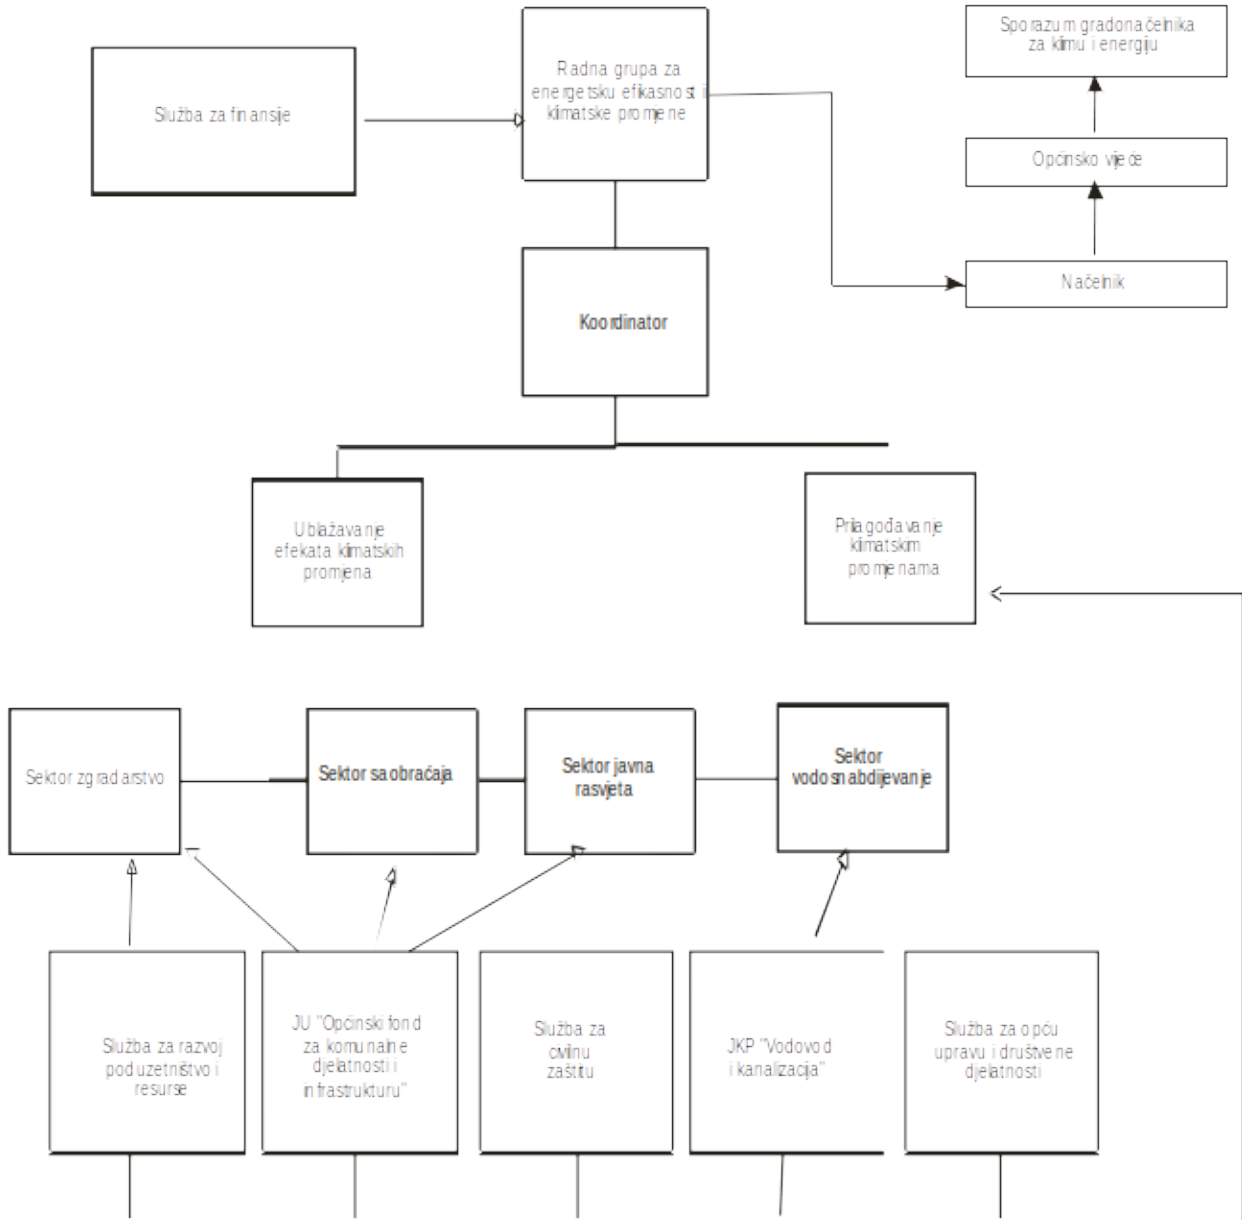 Sporazum gradonačelnika
za klimu i energiju
Radna grupa za
energetsku efikasnost i
klimatske promjene
Služba za finansije
Općinsko vijeće
Načelnik
Koordinator
Ublažavanje
efekata klimatskih
promjena
Prilagođavanje
klimatskim
promjenama
Sektor zgradarstvo
Sektor saobraćaja
Sektor javna
rasvjeta
Sektor
vodosnabdijevanje
Služba za razvoj
poduzetništvo i
resurse
JU "Općinski fond
za komunalne
djelatnosti i
infrastrukturu"
Služba za
civilnu
zaštitu
JKP "Vodovod
i kanalizacija"
Služba za opću
upravu i društvene
djelatnosti